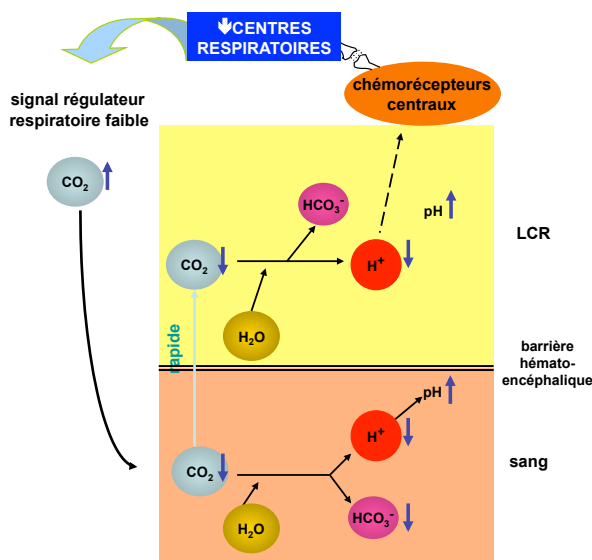 CENTRES
RESPIRATOIRES
chémorécepteurs
centraux
signal régulateur
respiratoire faible
CO2
HCO3-
pH
LCR
CO2
H+
H2O
rapide
barrière
hémato-
encéphalique
pH
H+
CO2
sang
HCO3-
H2O